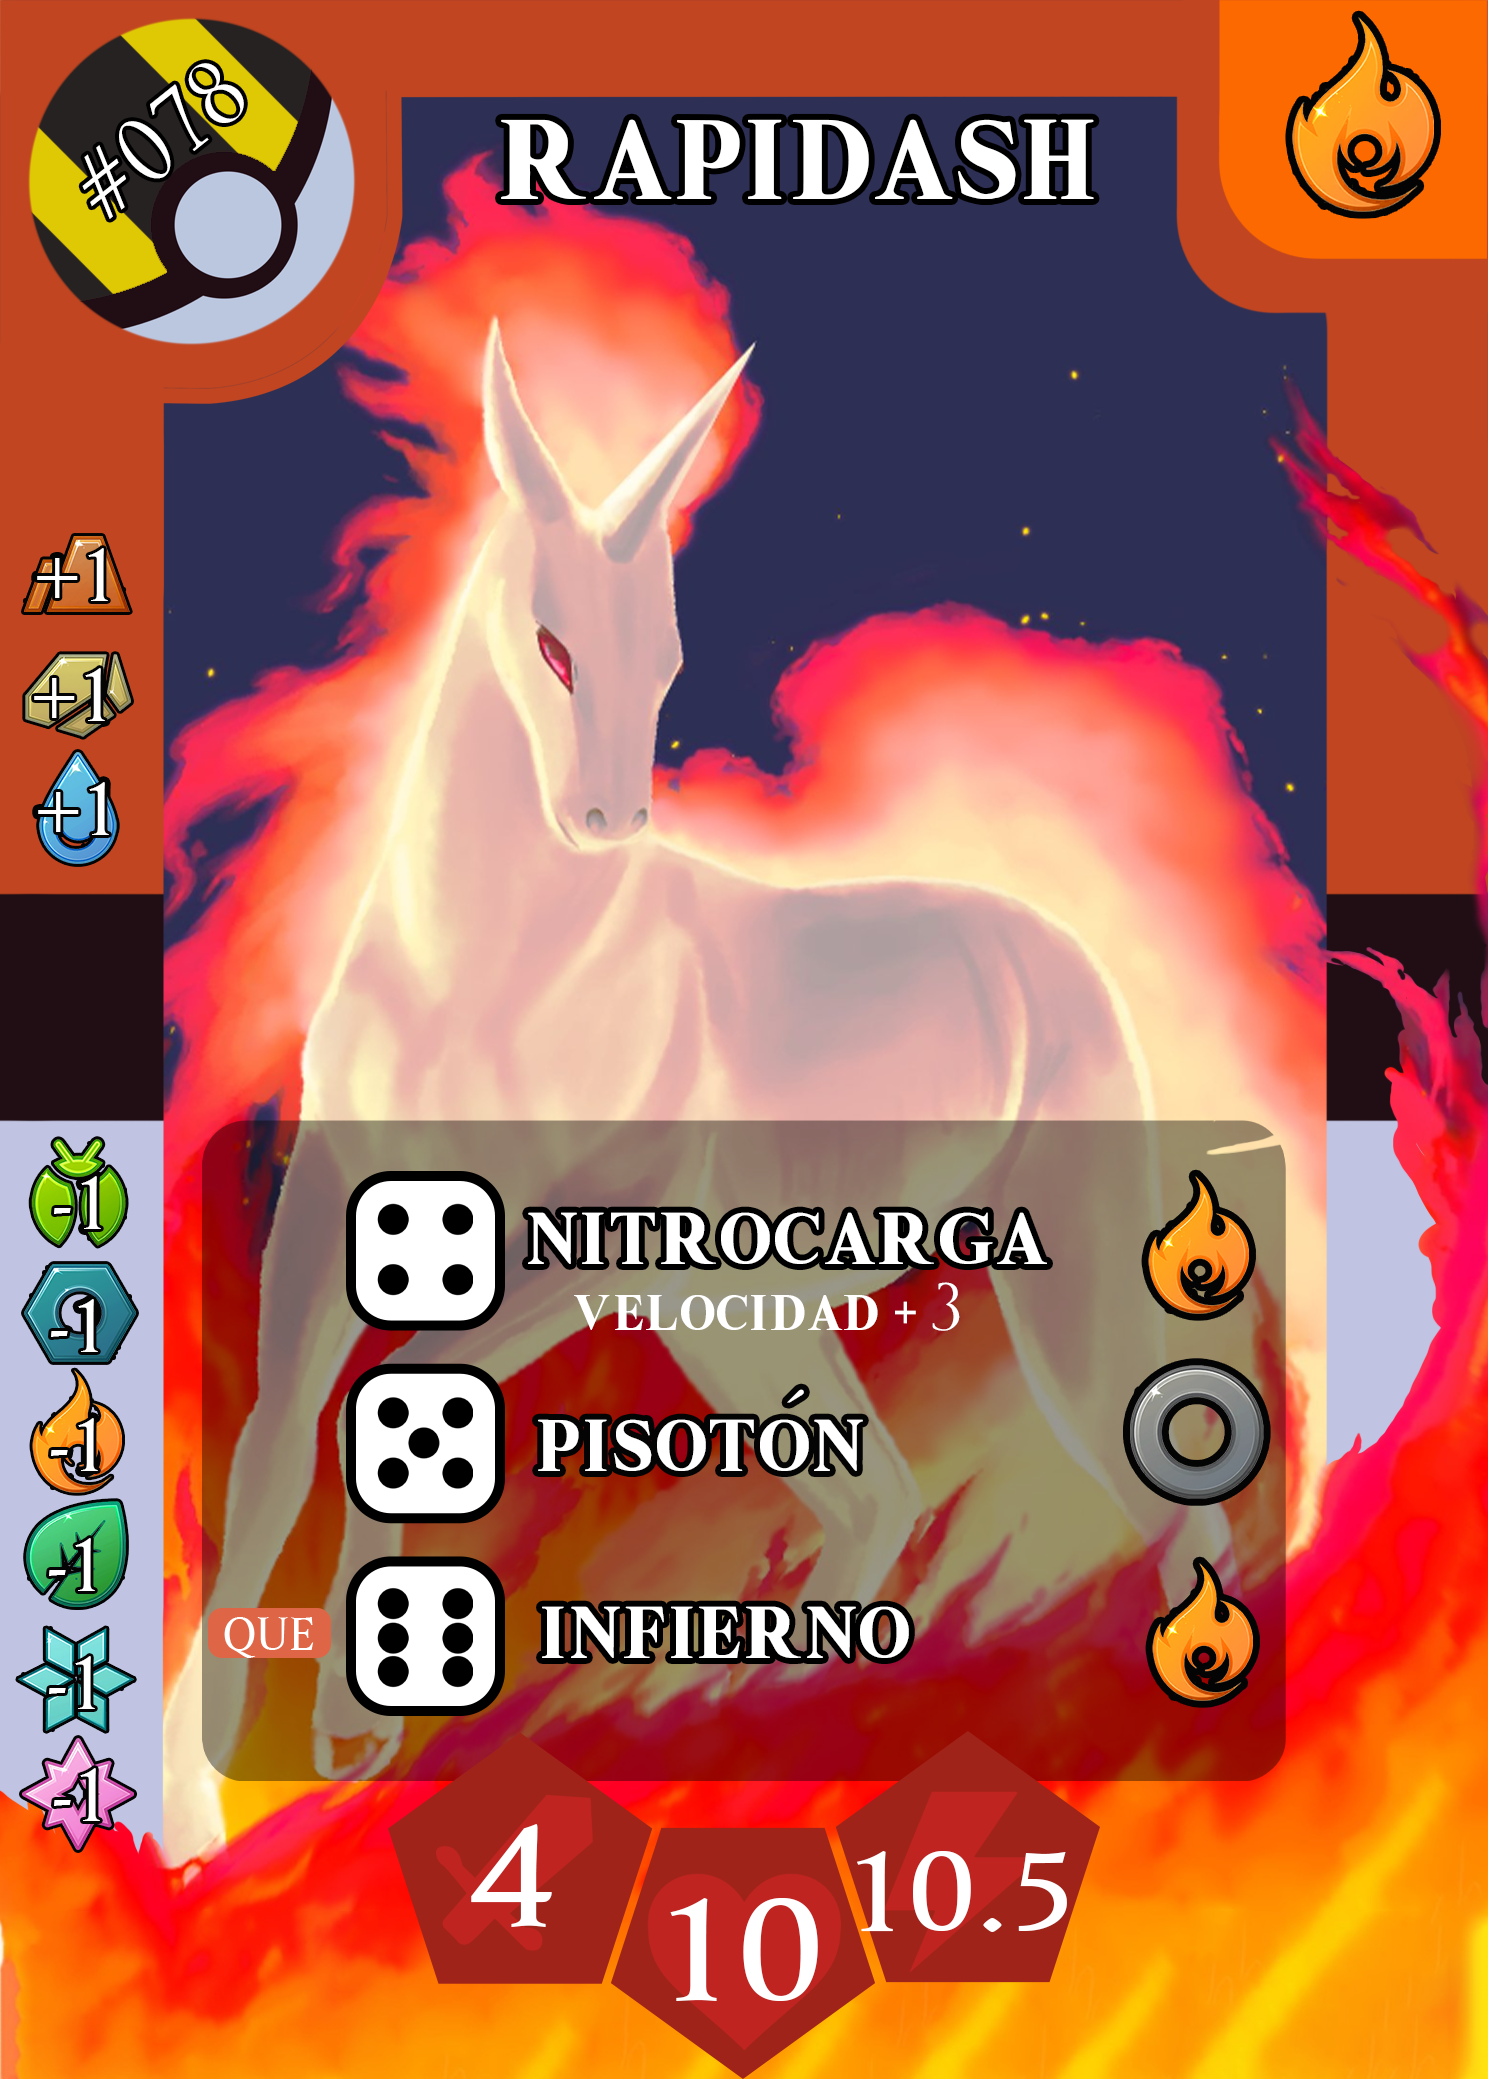 #078
RAPIDASH
+1
+1
+1
-1
-1
-1
-1
-1
-1
NITROCARGA
VELOCIDAD + 3
PISOTÓN
QUE
INFIERNO
4
10
10.5